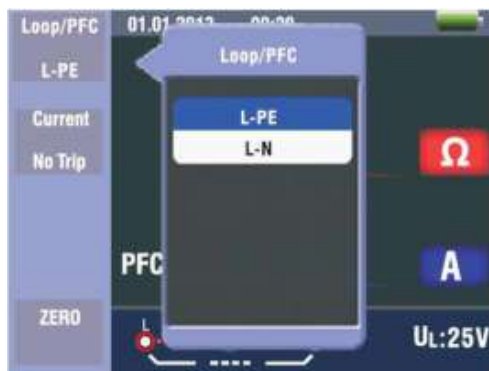 Loop/PFC
L-PE
Current
No Trip
ZERO
Loop/PFC
L-PE
L-N
Ω
PFC
A
L
UL:25V